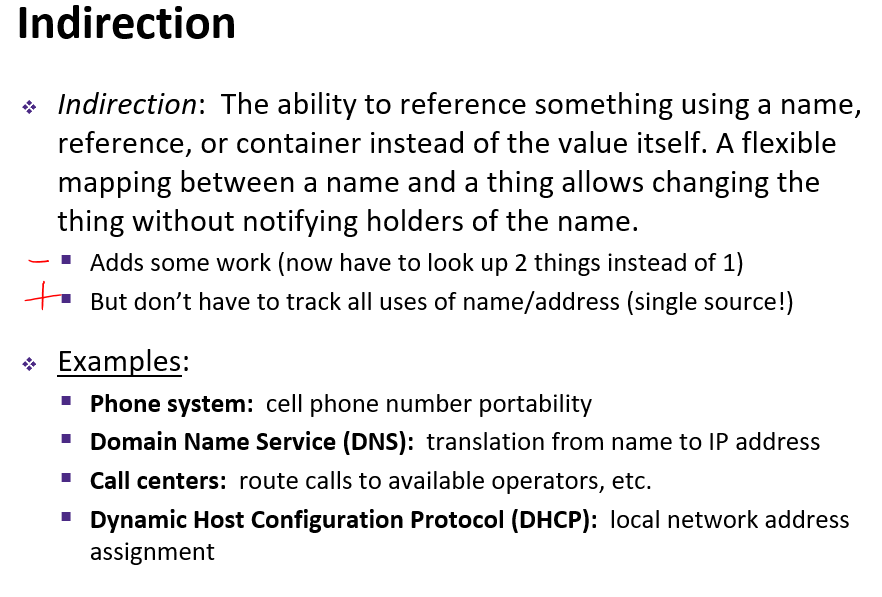 Indirection
Indirection: The ability to reference something using a name,
reference, or container instead of the value itself. A flexible
mapping between a name and a thing allows changing the
thing without notifying holders of the name.
− Adds some work (now have to look up 2 things instead of 1)
+ But don’t have to track all uses of name/address (single source!)
Examples:
Phone system: cell phone number portability
Domain Name Service (DNS): translation from name to IP address
Call centers: route calls to available operators, etc.
Dynamic Host Configuration Protocol (DHCP): local network address
assignment